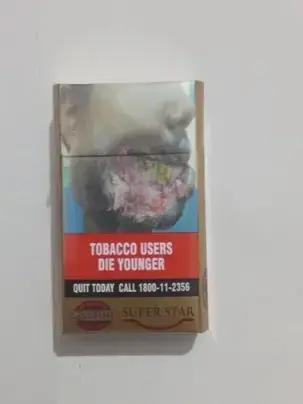 TOBACCO USERS
DIE YOUNGER
QUIT TODAY CALL 1800-11-2356
SUPER STAR